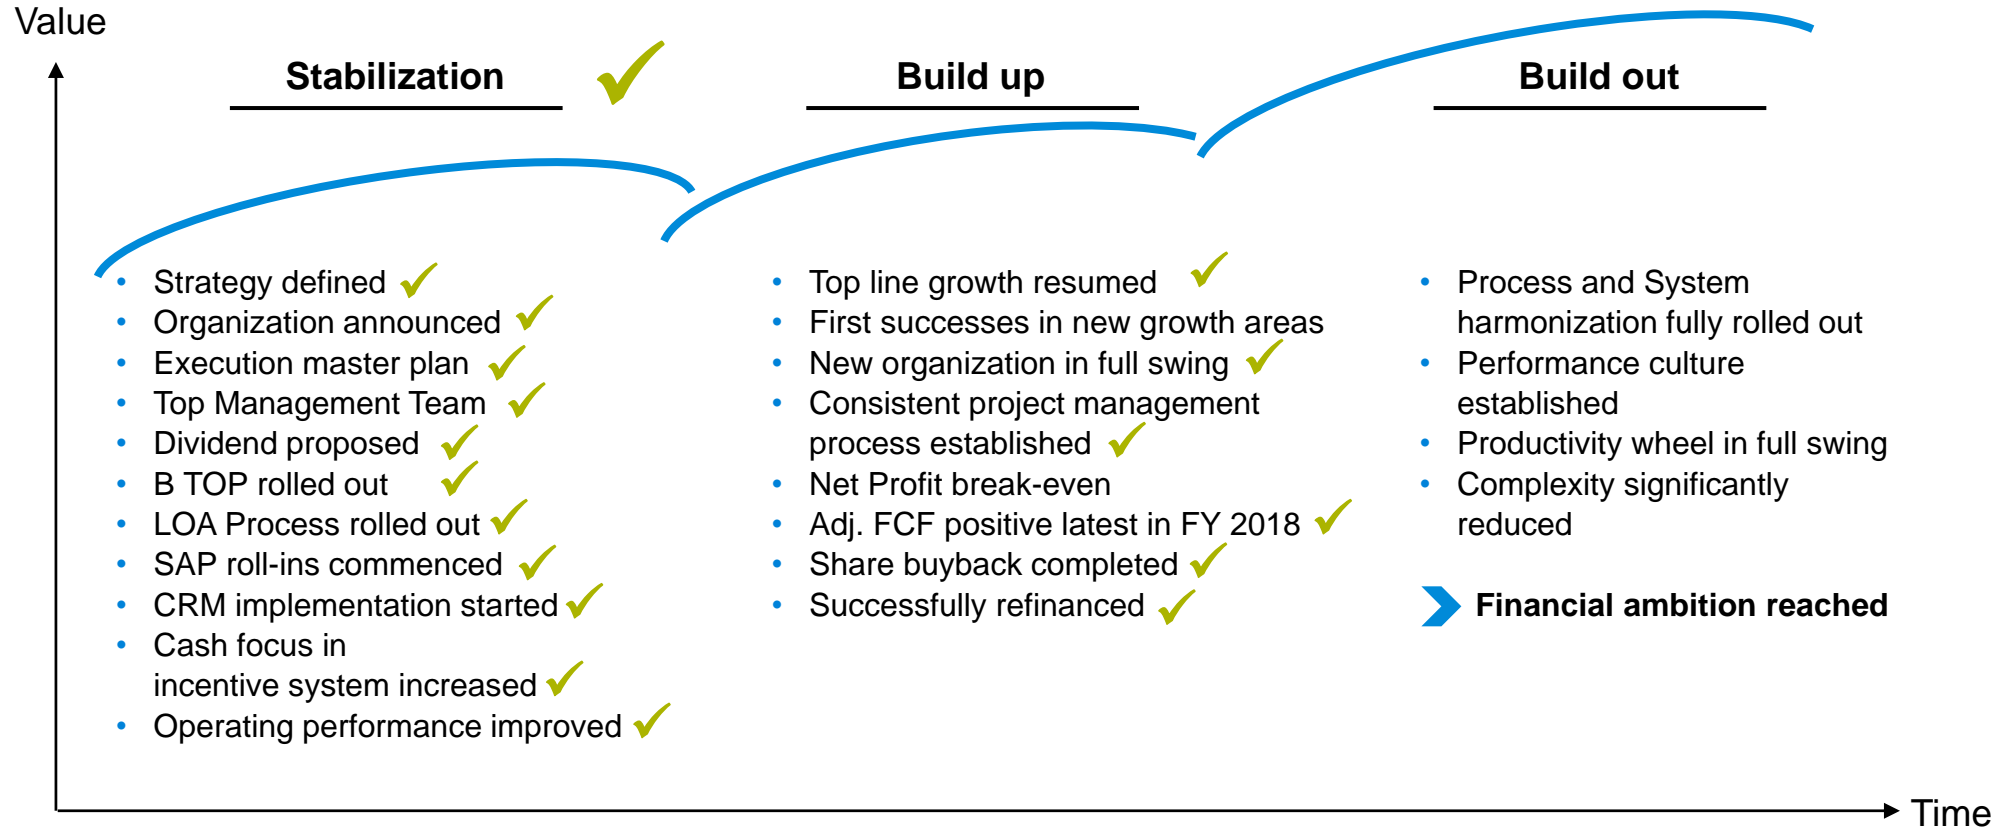 Value
Stabilization
Build up
Build out
• Strategy defined
• Organization announced
• Execution master plan
• Top Management Team
• Dividend proposed
• B TOP rolled out
• LOA Process rolled out
• SAP roll-ins commenced
• CRM implementation started
• Cash focus in
incentive system increased
• Operating performance improved
• Top line growth resumed
• First successes in new growth areas
• New organization in full swing
• Consistent project management
process established
• Net Profit break-even
• Adj. FCF positive latest in FY 2018
• Share buyback completed
• Successfully refinanced
• Process and System
harmonization fully rolled out
• Performance culture
established
• Productivity wheel in full swing
• Complexity significantly
reduced
Financial ambition reached
Time